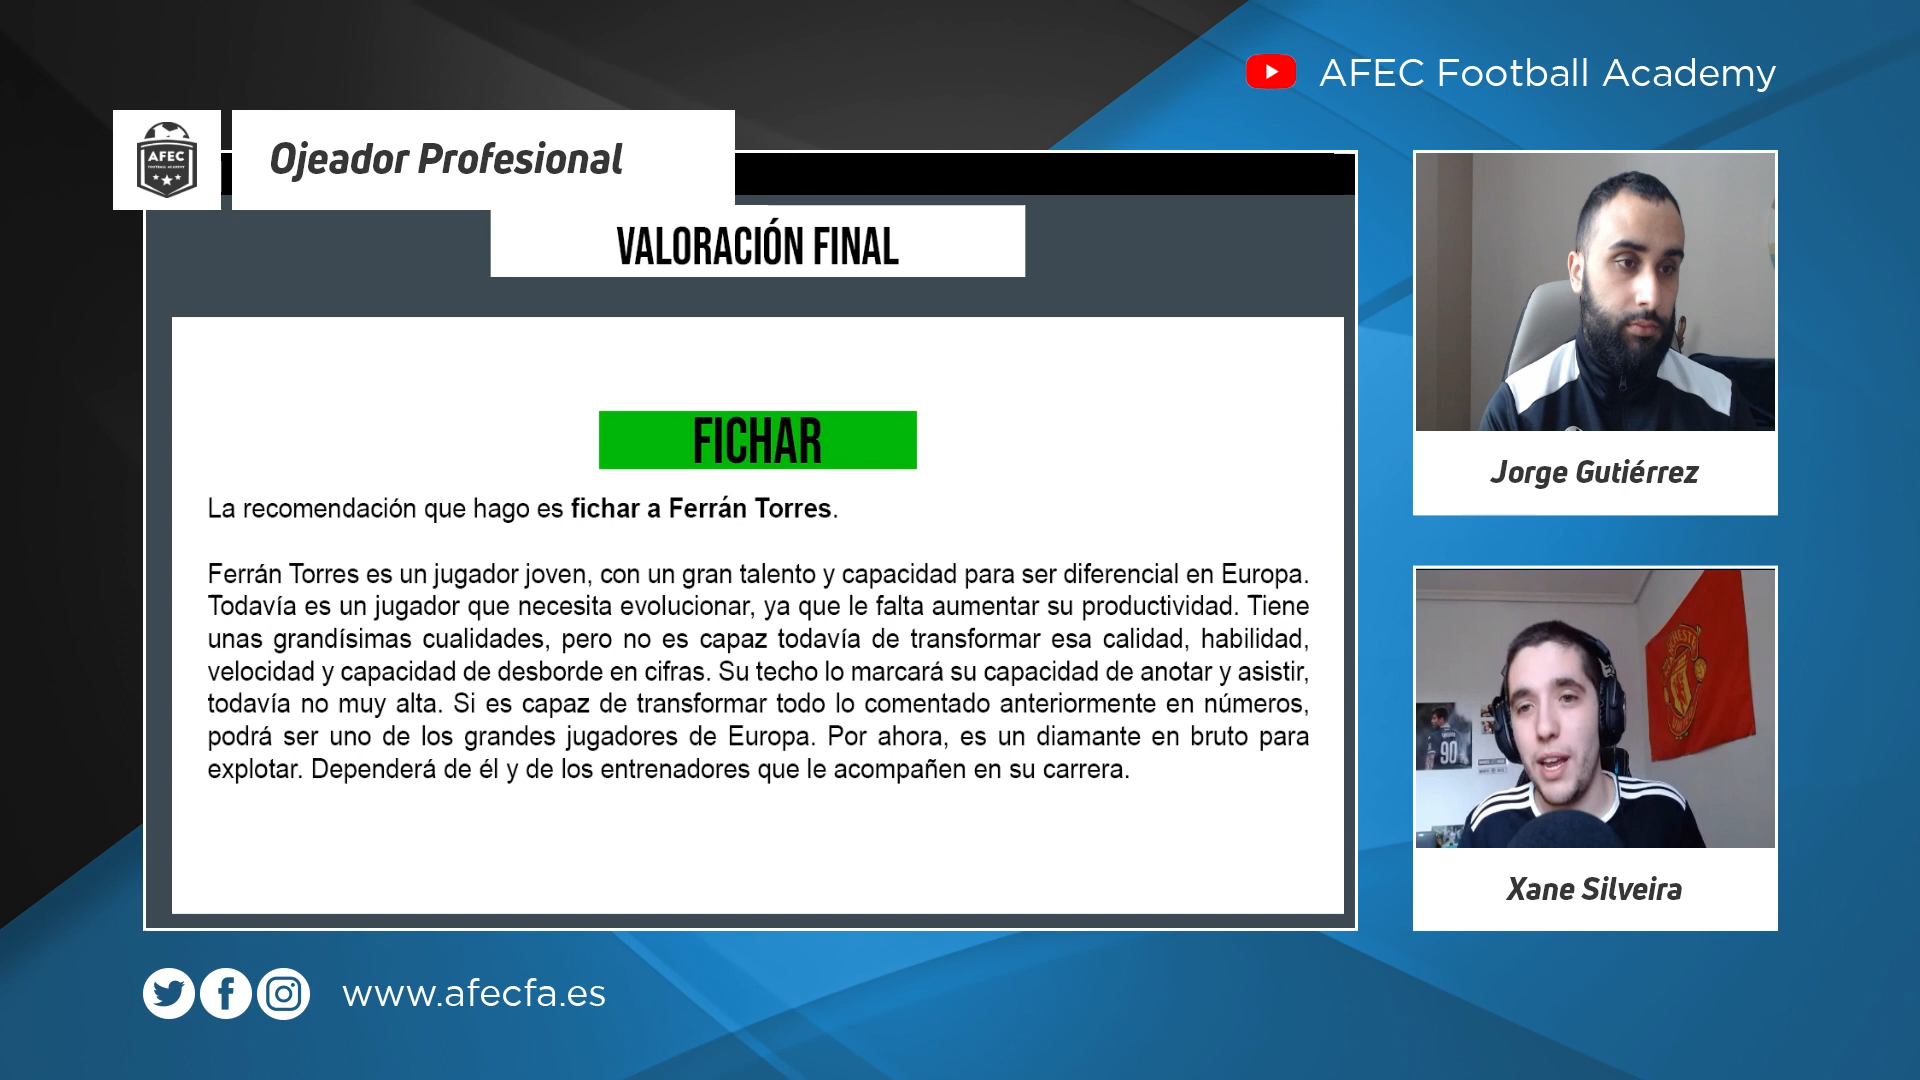 AFEC Football Academy
AFEC
FOOTBALL ACADEMY
Ojeador Profesional
VALORACIÓN FINAL
FICHAR
La recomendación que hago es fichar a Ferrán Torres.
Ferrán Torres es un jugador joven, con un gran talento y capacidad para ser diferencial en Europa.
Todavía es un jugador que necesita evolucionar, ya que le falta aumentar su productividad. Tiene
unas grandísimas cualidades, pero no es capaz todavía de transformar esa calidad, habilidad,
velocidad y capacidad de desborde en cifras. Su techo lo marcará su capacidad de anotar y asistir,
todavía no muy alta. Si es capaz de transformar todo lo comentado anteriormente en números,
podrá ser uno de los grandes jugadores de Europa. Por ahora, es un diamante en bruto para
explotar. Dependerá de él y de los entrenadores que le acompañen en su carrera.
Jorge Gutiérrez
90
Xane Silveira
www.afecfa.es